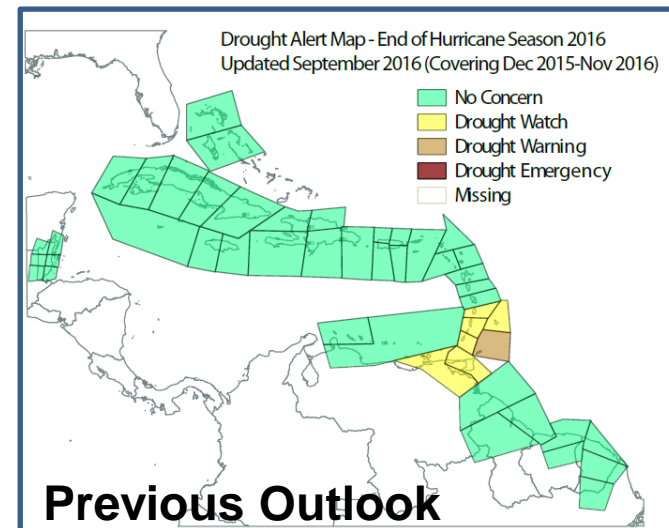 Drought Alert Map - End of Hurricane Season 2016
Updated September 2016 (Covering Dec 2015-Nov 2016)
No Concern
Drought Watch
Drought Warning
Drought Emergency
Missing
Previous Outlook